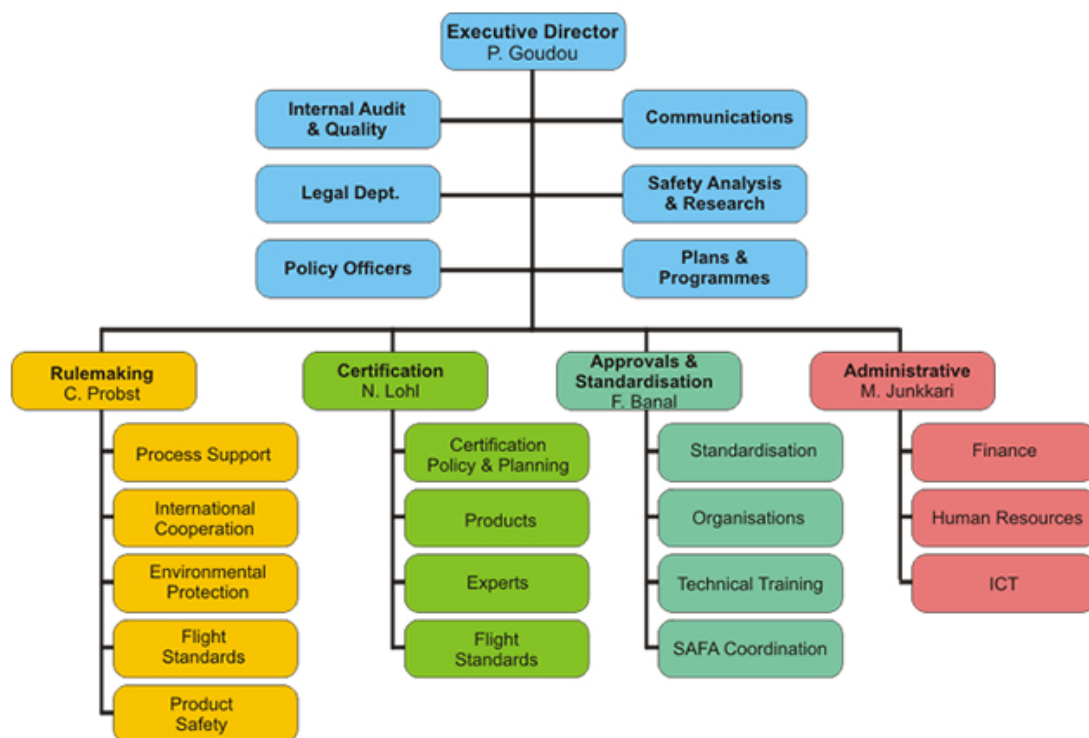 Executive Director
P. Goudou
Internal Audit
& Quality
Communications
Legal Dept.
Safety Analysis
& Research
Policy Officers
Plans &
Programmes
Rulemaking
C. Probst
Certification
N. Lohl
Approvals &
Standardisation
F. Banal
Administrative
M. Junkkari
Process Support
International
Cooperation
Environmental
Protection
Flight
Standards
Product
Safety
Certification
Policy & Planning
Products
Experts
Flight
Standards
Standardisation
Organisations
Technical Training
SAFA Coordination
Finance
Human Resources
ICT